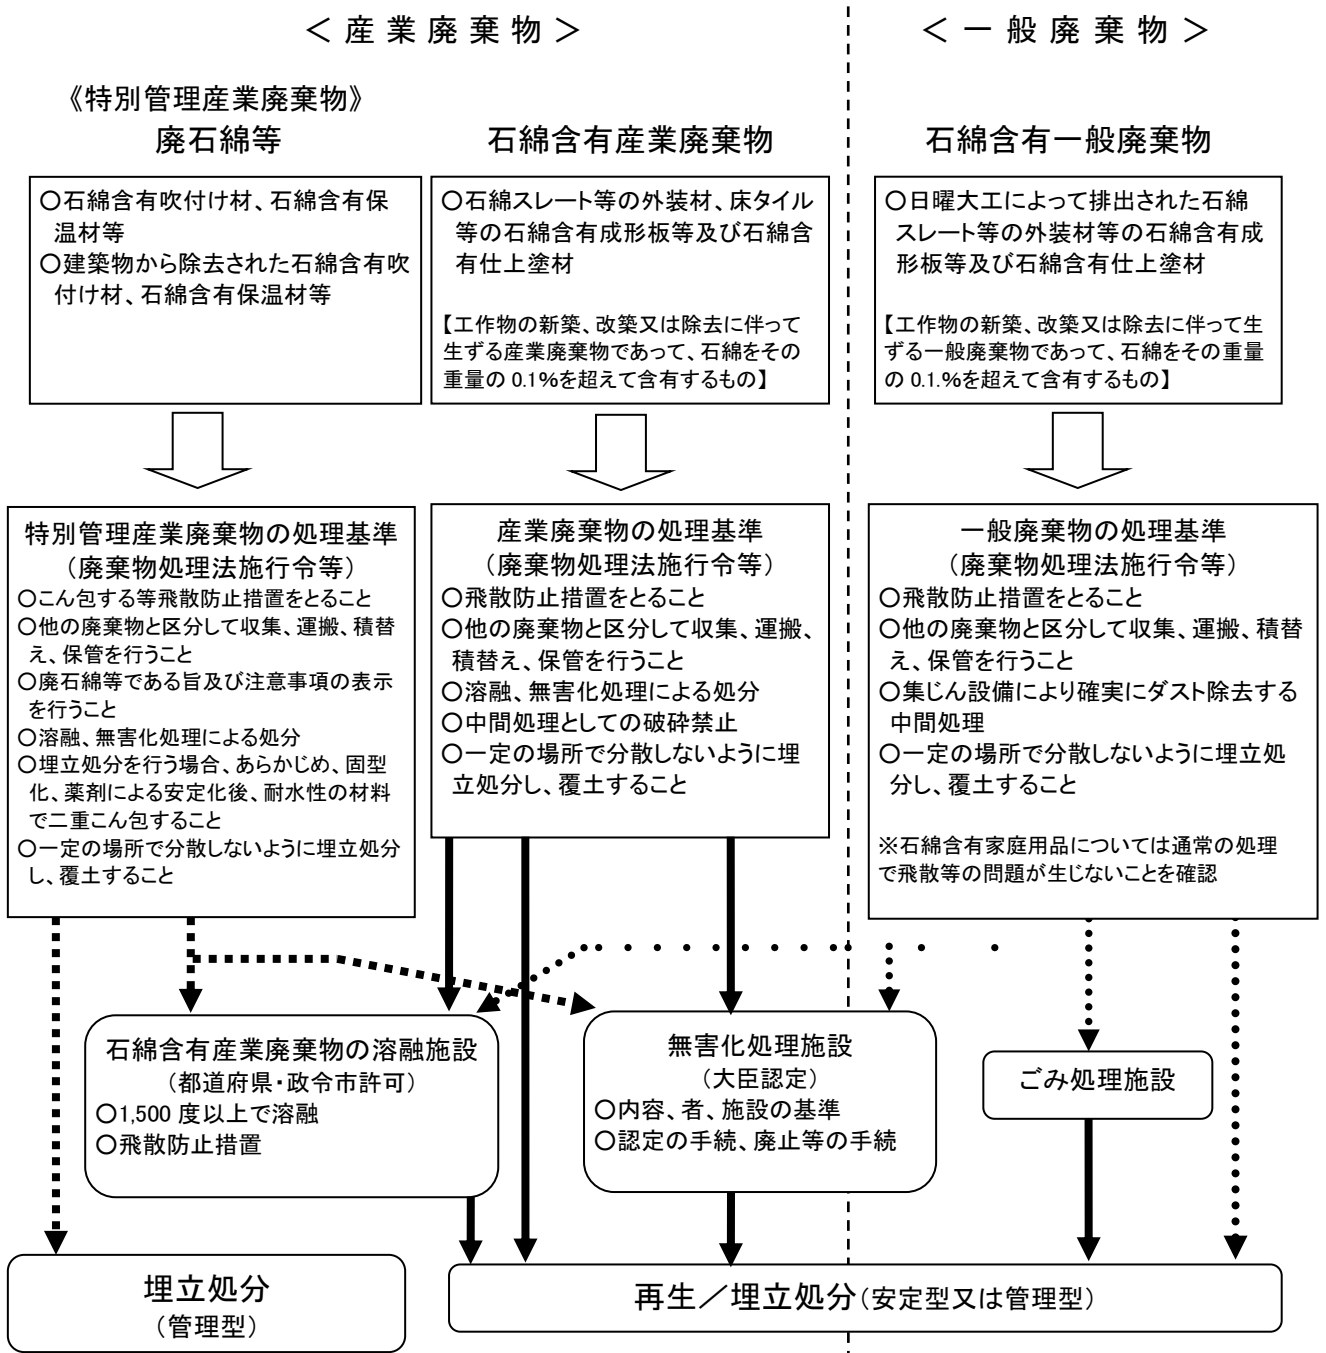 ＜産業廃棄物＞
＜一般廃棄物＞
《特別管理産業廃棄物》
廃石綿等
○石綿含有吹付け材、石綿含有保
温材等
○建築物から除去された石綿含有吹
付け材、石綿含有保温材等
石綿含有産業廃棄物
○石綿スレート等の外装材、床タイル
等の石綿含有成形板等及び石綿含
有仕上塗材
【工作物の新築、改築又は除去に伴って
生ずる産業廃棄物であって、石綿をその
重量の 0.1%を超えて含有するもの】
石綿含有一般廃棄物
○日曜大工によって排出された石綿
スレート等の外装材等の石綿含有成
形板等及び石綿含有仕上塗材
【工作物の新築、改築又は除去に伴って生
ずる一般廃棄物であって、石綿をその重量
の 0.1.%を超えて含有するもの】
特別管理産業廃棄物の処理基準
（廃棄物処理法施行令等）
○こん包する等飛散防止措置をとること
○他の廃棄物と区分して収集、運搬、積替
え、保管を行うこと
○廃石綿等である旨及び注意事項の表示
を行うこと
○溶融、無害化処理による処分
○埋立処分を行う場合、あらかじめ、固型
化、薬剤による安定化後、耐水性の材料
で二重こん包すること
○一定の場所で分散しないように埋立処分
し、覆土すること
産業廃棄物の処理基準
（廃棄物処理法施行令等）
○飛散防止措置をとること
○他の廃棄物と区分して収集、運搬、
積替え、保管を行うこと
○溶融、無害化処理による処分
○中間処理としての破砕禁止
○一定の場所で分散しないように埋
立処分し、覆土すること
一般廃棄物の処理基準
（廃棄物処理法施行令等）
○飛散防止措置をとること
○他の廃棄物と区分して収集、運搬、積替
え、保管を行うこと
○集じん設備により確実にダスト除去する
中間処理
○一定の場所で分散しないように埋立処
分し、覆土すること
※石綿含有家庭用品については通常の処理
で飛散等の問題が生じないことを確認
石綿含有産業廃棄物の溶融施設
（都道府県・政令市許可）
○1,500 度以上で溶融
○飛散防止措置
無害化処理施設
（大臣認定）
○内容、者、施設の基準
○認定の手続、廃止等の手続
ごみ処理施設
埋立処分
（管理型）
再生／埋立処分（安定型又は管理型）